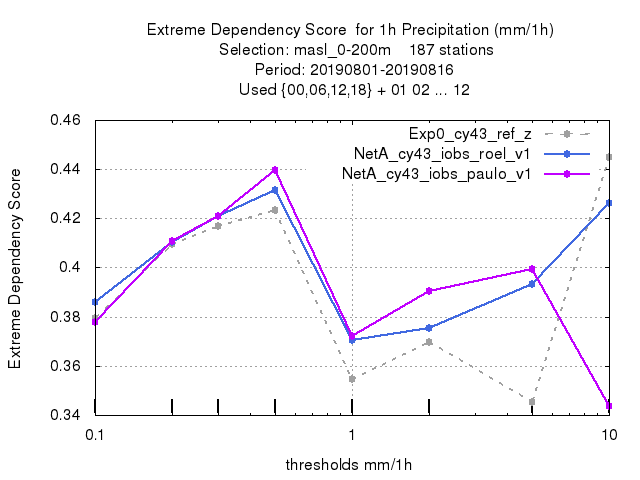 Extreme Dependency Score  for 1h Precipitation (mm/1h)
Selection: masl_0-200m    187 stations
Period: 20190801-20190816
Used {00,06,12,18} + 01 02 ... 12
0.46
0.44
0.42
0.4
0.38
0.36
0.34
Extreme Dependency Score
Exp0_cy43_ref_z
NetA_cy43_iobs_roel_v1
NetA_cy43_iobs_paulo_v1
0.1
1
10
thresholds mm/1h